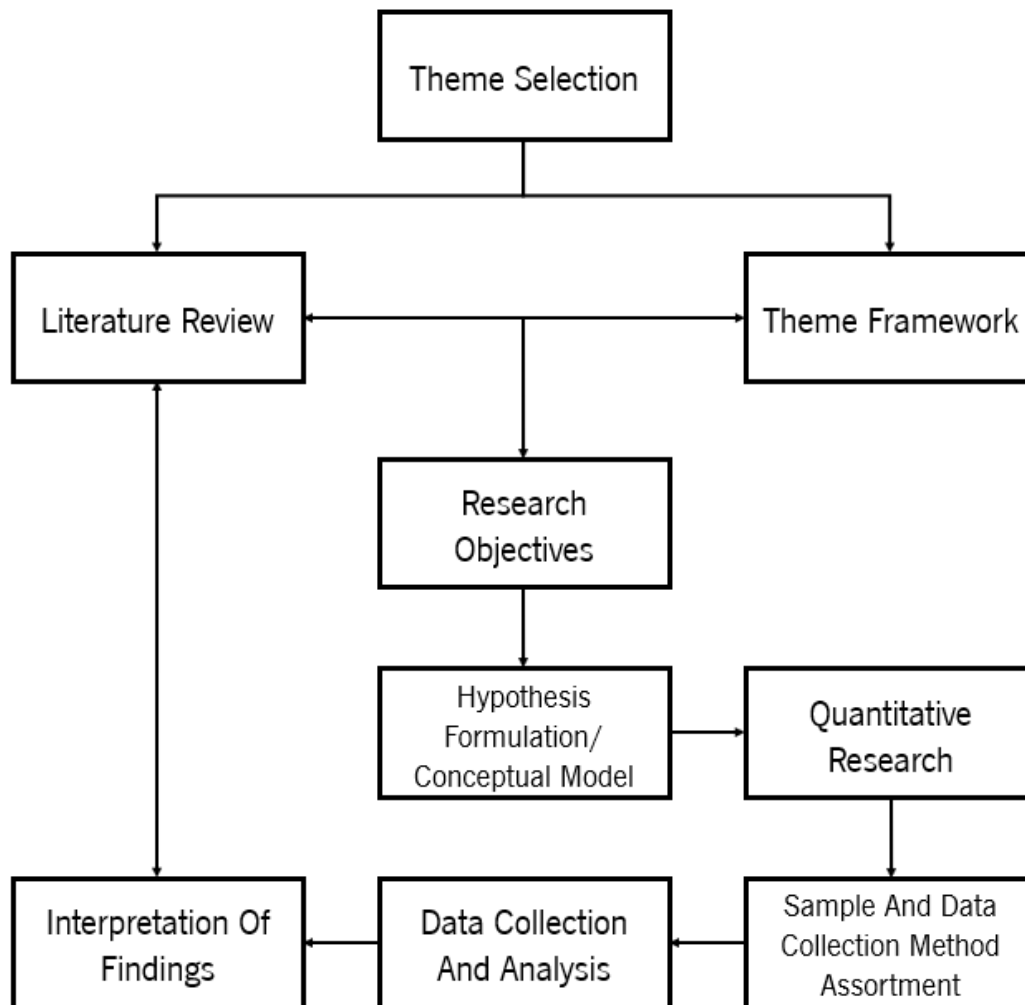 Theme Selection
Literature Review
Theme Framework
Research
Objectives
Hypothesis
Formulation/
Conceptual Model
Quantitative
Research
Interpretation Of
Findings
Data Collection
And Analysis
Sample And Data
Collection Method
Assortment